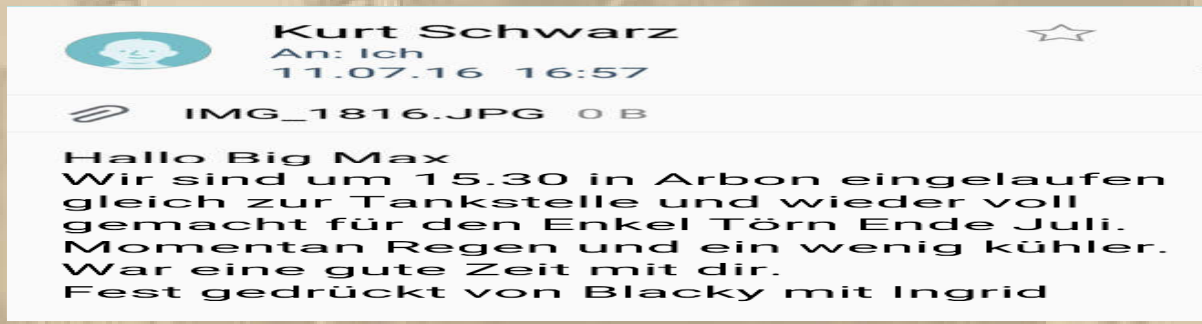 Kurt Schwarz
An: Ich
11.07.16 16:57
IMG_1816.JPG 0 B
Hallo Big Max
Wir sind um 15.30 in Arbon eingelaufen
gleich zur Tankstelle und wieder voll
gemacht für den Enkel Törn Ende Juli.
Momentan Regen und ein wenig kühler.
War eine gute Zeit mit dir.
Fest gedrückt von Blacky mit Ingrid